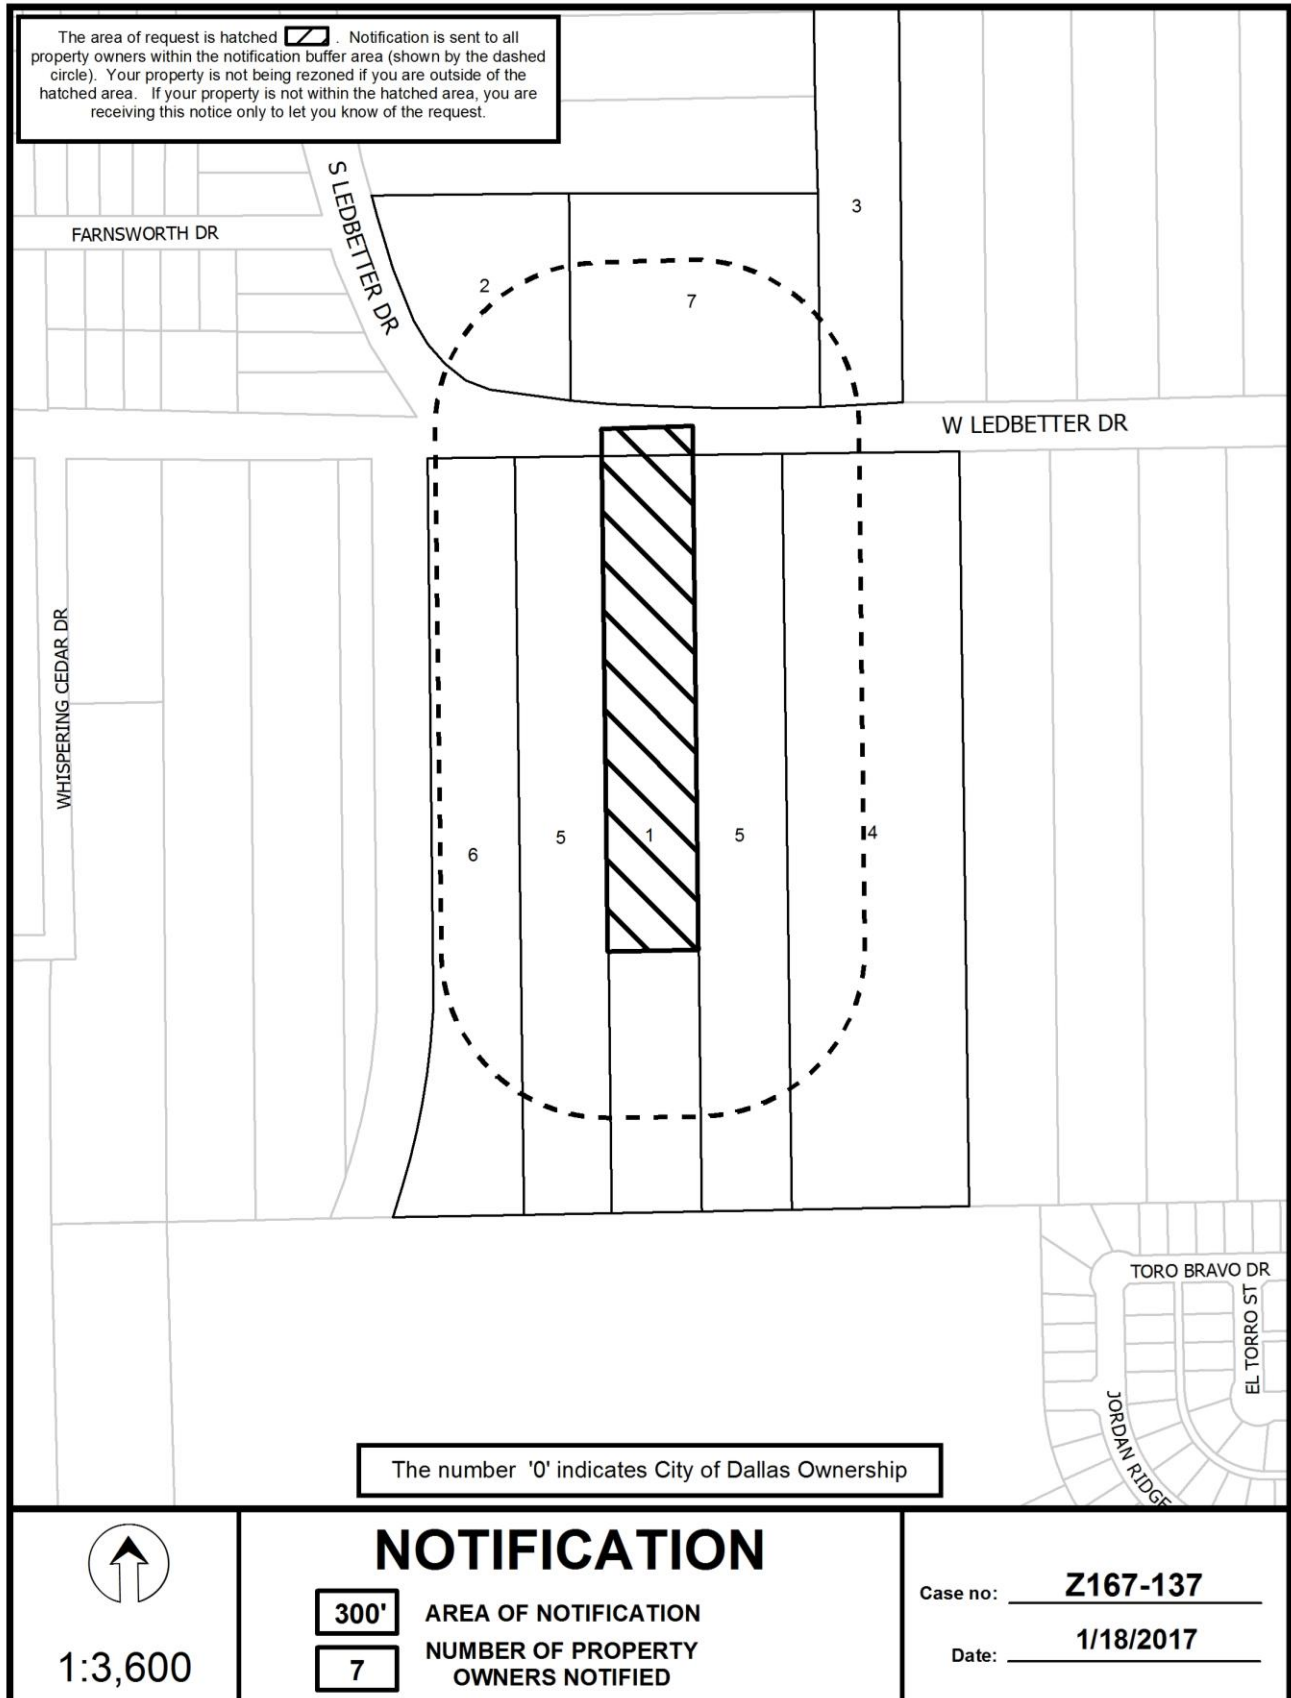 The area of request is hatched . Notification is sent to all
property owners within the notification buffer area (shown by the dashed
circle). Your property is not being rezoned if you are outside of the
hatched area. If your property is not within the hatched area, you are
receiving this notice only to let you know of the request.
S LEDBETTER DR
FARNSWORTH DR
3
2
7
W LEDBETTER DR
WHISPERING CEDAR DR
6
5
1
5
4
TORO BRAVO DR
EL TORRO ST
JORDAN RIDGE
The number '0' indicates City of Dallas Ownership
1:3,600
NOTIFICATION
300' AREA OF NOTIFICATION
7 NUMBER OF PROPERTY
OWNERS NOTIFIED
Case no: Z167-137
Date: 1/18/2017